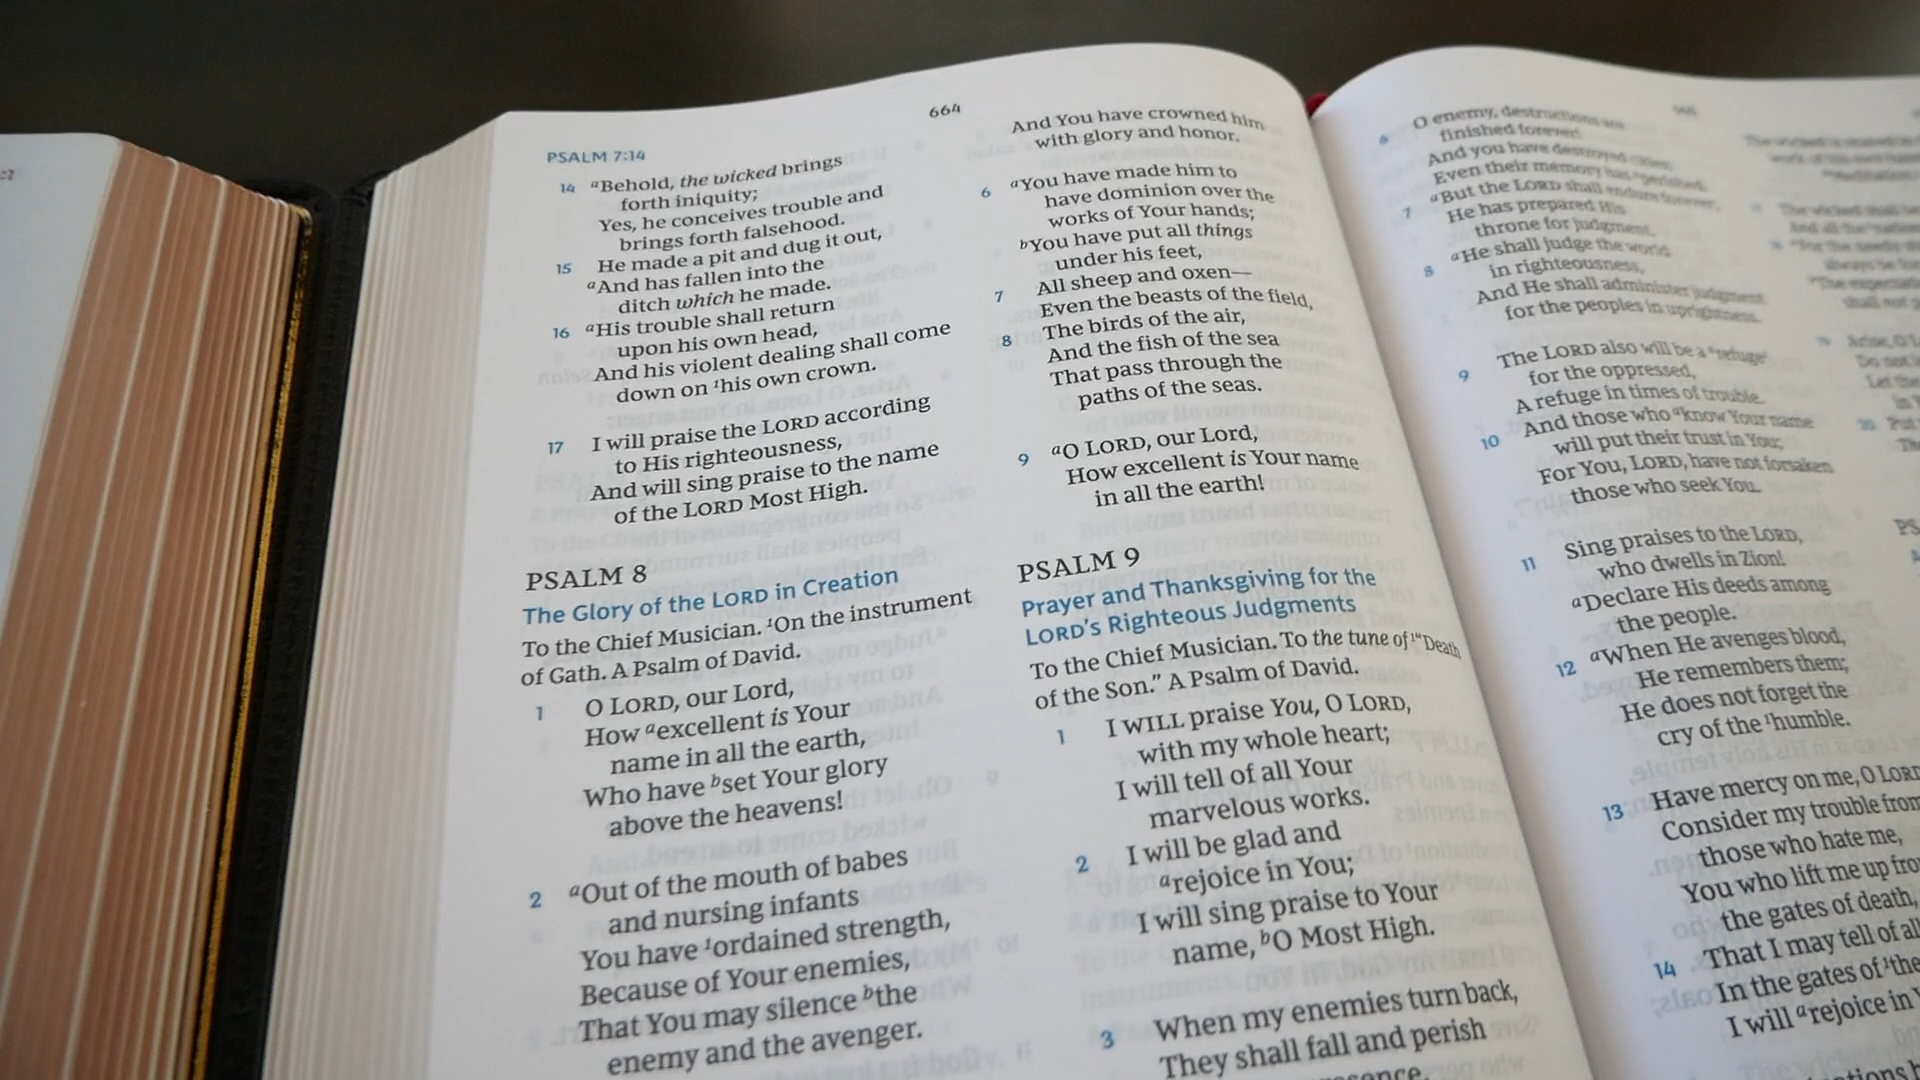 664
PSALM 7:14
14 ᵃBehold, the wicked brings
forth iniquity;
Yes, he conceives trouble and
brings forth falsehood.
15 He made a pit and dug it out,
ᵃAnd has fallen into the
ditch which he made.
16 ᵃHis trouble shall return
upon his own head,
And his violent dealing shall come
down on ¹his own crown.
17 I will praise the LORD according
to His righteousness,
And will sing praise to the name
of the LORD Most High.
PSALM 8
The Glory of the LORD in Creation
To the Chief Musician. ¹On the instrument
of Gath. A Psalm of David.
1 O LORD, our Lord,
How ᵃexcellent is Your
name in all the earth,
Who have ᵇset Your glory
above the heavens!
2 ᵃOut of the mouth of babes
and nursing infants
You have ¹ordained strength,
Because of Your enemies,
That You may silence ᵇthe
enemy and the avenger.
And You have crowned him
with glory and honor.
6 ᵃYou have made him to
have dominion over the
works of Your hands;
ᵇYou have put all things
under his feet,
7 All sheep and oxen—
Even the beasts of the field,
8 The birds of the air,
And the fish of the sea
That pass through the
paths of the seas.
9 ᵃO LORD, our Lord,
How excellent is Your name
in all the earth!
PSALM 9
Prayer and Thanksgiving for the
LORD's Righteous Judgments
To the Chief Musician. To the tune of ¹“Death
of the Son.” A Psalm of David.
1 I WILL praise You, O LORD,
with my whole heart;
I will tell of all Your
marvelous works.
2 I will be glad and
ᵃrejoice in You;
I will sing praise to Your
name, ᵇO Most High.
3 When my enemies turn back,
They shall fall and perish
6 O enemy, destructions are
finished forever!
And you have destroyed cities;
Even their memory has ᵃperished.
7 ᵃBut the LORD shall endure forever;
He has prepared His
throne for judgment.
8 ᵃHe shall judge the world
in righteousness,
And He shall administer judgment
for the peoples in uprightness.
9 The LORD also will be a ᵃrefuge
for the oppressed,
A refuge in times of trouble.
10 And those who ᵃknow Your name
will put their trust in You;
For You, LORD, have not forsaken
those who seek You.
11 Sing praises to the LORD,
who dwells in Zion!
ᵃDeclare His deeds among
the people.
12 ᵃWhen He avenges blood,
He remembers them;
He does not forget the
cry of the ¹humble.
13 Have mercy on me, O LORD
Consider my trouble from
those who hate me,
You who lift me up fro
the gates of death,
14 That I may tell of all
In the gates of ¹the
I will ᵃrejoice in